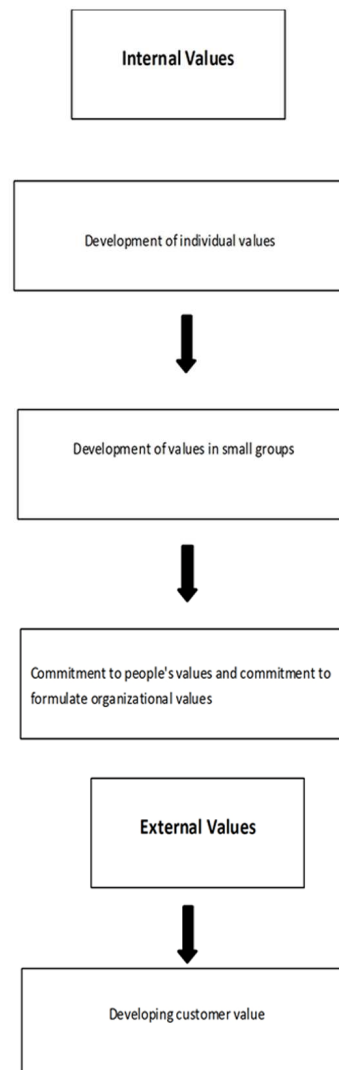 Internal Values
Development of individual values
Development of values in small groups
Commitment to people's values and commitment to
formulate organizational values
External Values
Developing customer value